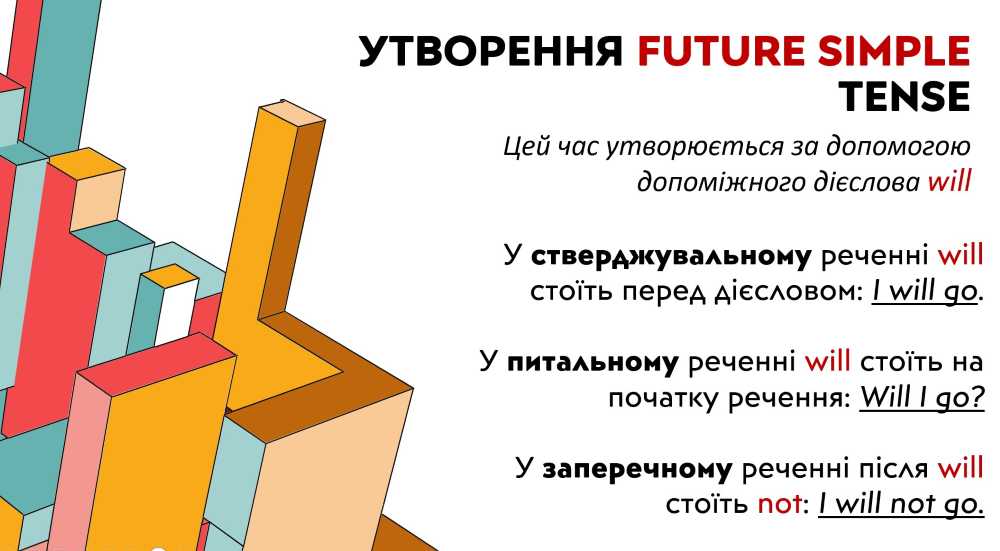 УТВОРЕННЯ FUTURE SIMPLE
TENSE
Цей час утворюється за допомогою
допоміжного дієслова will
У стверджувальному реченні will
стоїть перед дієсловом: I will go.
У питальному реченні will стоїть на
початку речення: Will I go?
У заперечному реченні після will
стоїть not: I will not go.